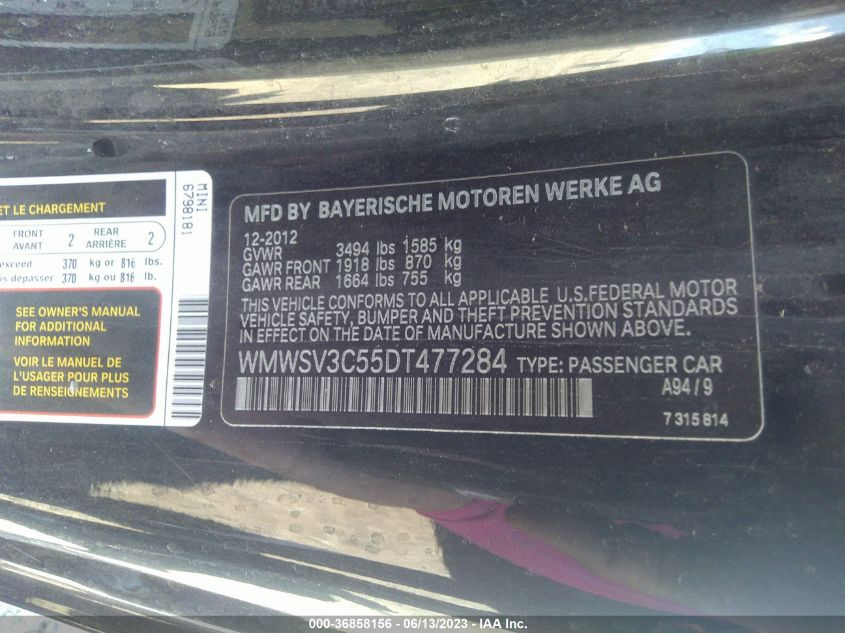 ET LE CHARGEMENT
FRONT AVANT 2 REAR ARRIÈRE 2
exceed 370 kg or 816 lbs.
is dépasser 370 kg ou 816 lb.
SEE OWNER'S MANUAL
FOR ADDITIONAL
INFORMATION
VOIR LE MANUEL DE
L'USAGER POUR PLUS
DE RENSEIGNEMENTS
MINI
6798181
MFD BY BAYERISCHE MOTOREN WERKE AG
12-2012
GVWR 3494 lbs 1585 kg
GAWR FRONT 1918 lbs 870 kg
GAWR REAR 1664 lbs 755 kg
THIS VEHICLE CONFORMS TO ALL APPLICABLE U.S.FEDERAL MOTOR
VEHICLE SAFETY, BUMPER AND THEFT PREVENTION STANDARDS
IN EFFECT ON THE DATE OF MANUFACTURE SHOWN ABOVE.
WMWSV3C55DT477284 TYPE: PASSENGER CAR
A94/9
7315814
000-36858156 - 06/13/2023 - IAA Inc.